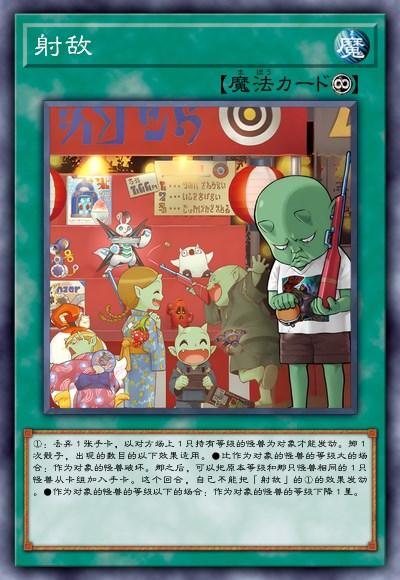 射敌
魔
ま ほう
【魔法カード】
①：丢弃1张手卡，以对方场上1只持有等级的怪兽为对象才能发动。掷1
次骰子，出现的数目的以下效果适用。●比作为对象的怪兽的等级大的场
合：作为对象的怪兽破坏。那之后，可以把原本等级和那只怪兽相同的1只
怪兽从卡组加入手卡。这个回合，自己不能把「射敌」的①的效果发动
。●作为对象的怪兽的等级以下的场合：作为对象的怪兽的等级下降1星。